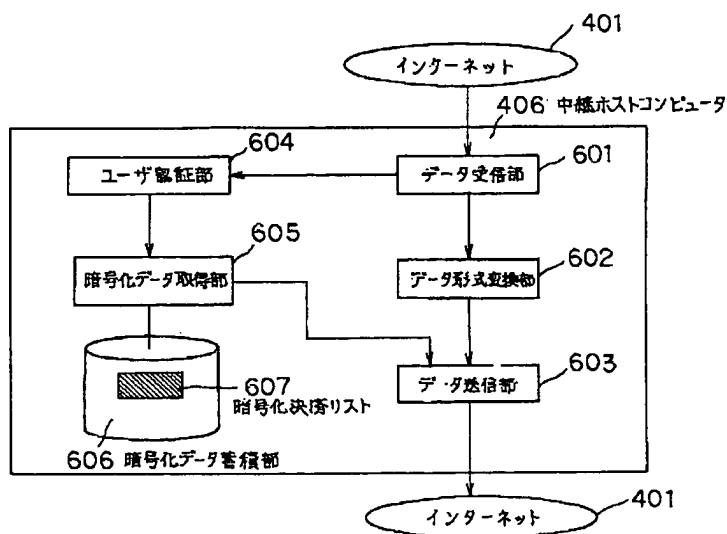 401
インターネット
406 中継ホストコンピュータ
604
ユーザ認証部
601
データ受信部
605
暗号化データ取得部
602
データ形式変換部
603
データ送信部
607
暗号化決済リスト
606 暗号化データ蓄積部
401
インターネット